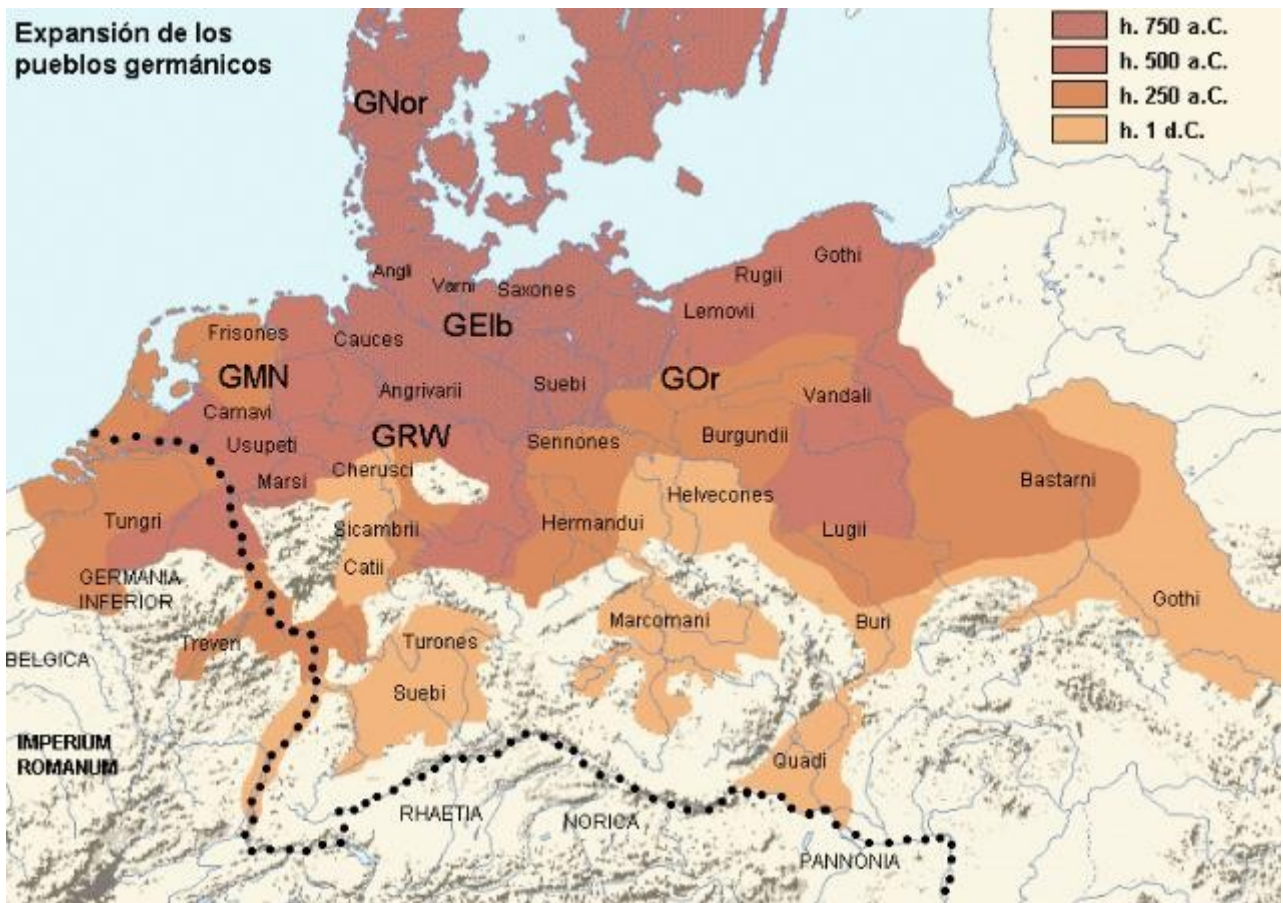 Expansión de los
pueblos germánicos
h. 750 a.C.
h. 500 a.C.
h. 250 a.C.
h. 1 d.C.
GNor
Gothi
Rugii
Angli
Varni
Saxones
Lemovii
Frisones
Cauces
GElb
GMN
Angrivarii
Suebi
GOr
Vandali
Camavi
Usupeti
GRW
Sennones
Burgundii
Cherusci
Marsi
Helvecones
Bastarni
Tungri
Sicambrii
Hermandui
Lugii
Catii
GERMANIA
INFERIOR
Gothi
Treveri
Turones
Marcomani
Buri
BELGICA
Suebi
IMPERIUM
ROMANUM
Quadi
RHAETIA
NORICA
PANNONIA